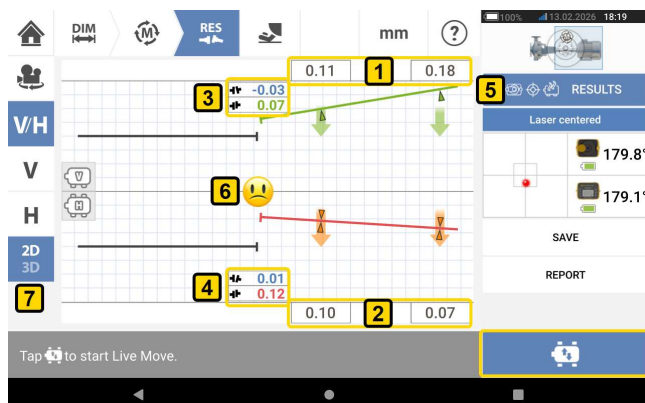 DIM
M
RES
mm
?
100% 13.02.2026 18:19
0.11 1 0.18
3 -0.03
0.07
5 RESULTS
Laser centered
V/H
179.8°
V
V
6
179.1°
H
H
2D
3D
SAVE
7
4 0.01
0.12
REPORT
0.10 2 0.07
Tap to start Live Move.